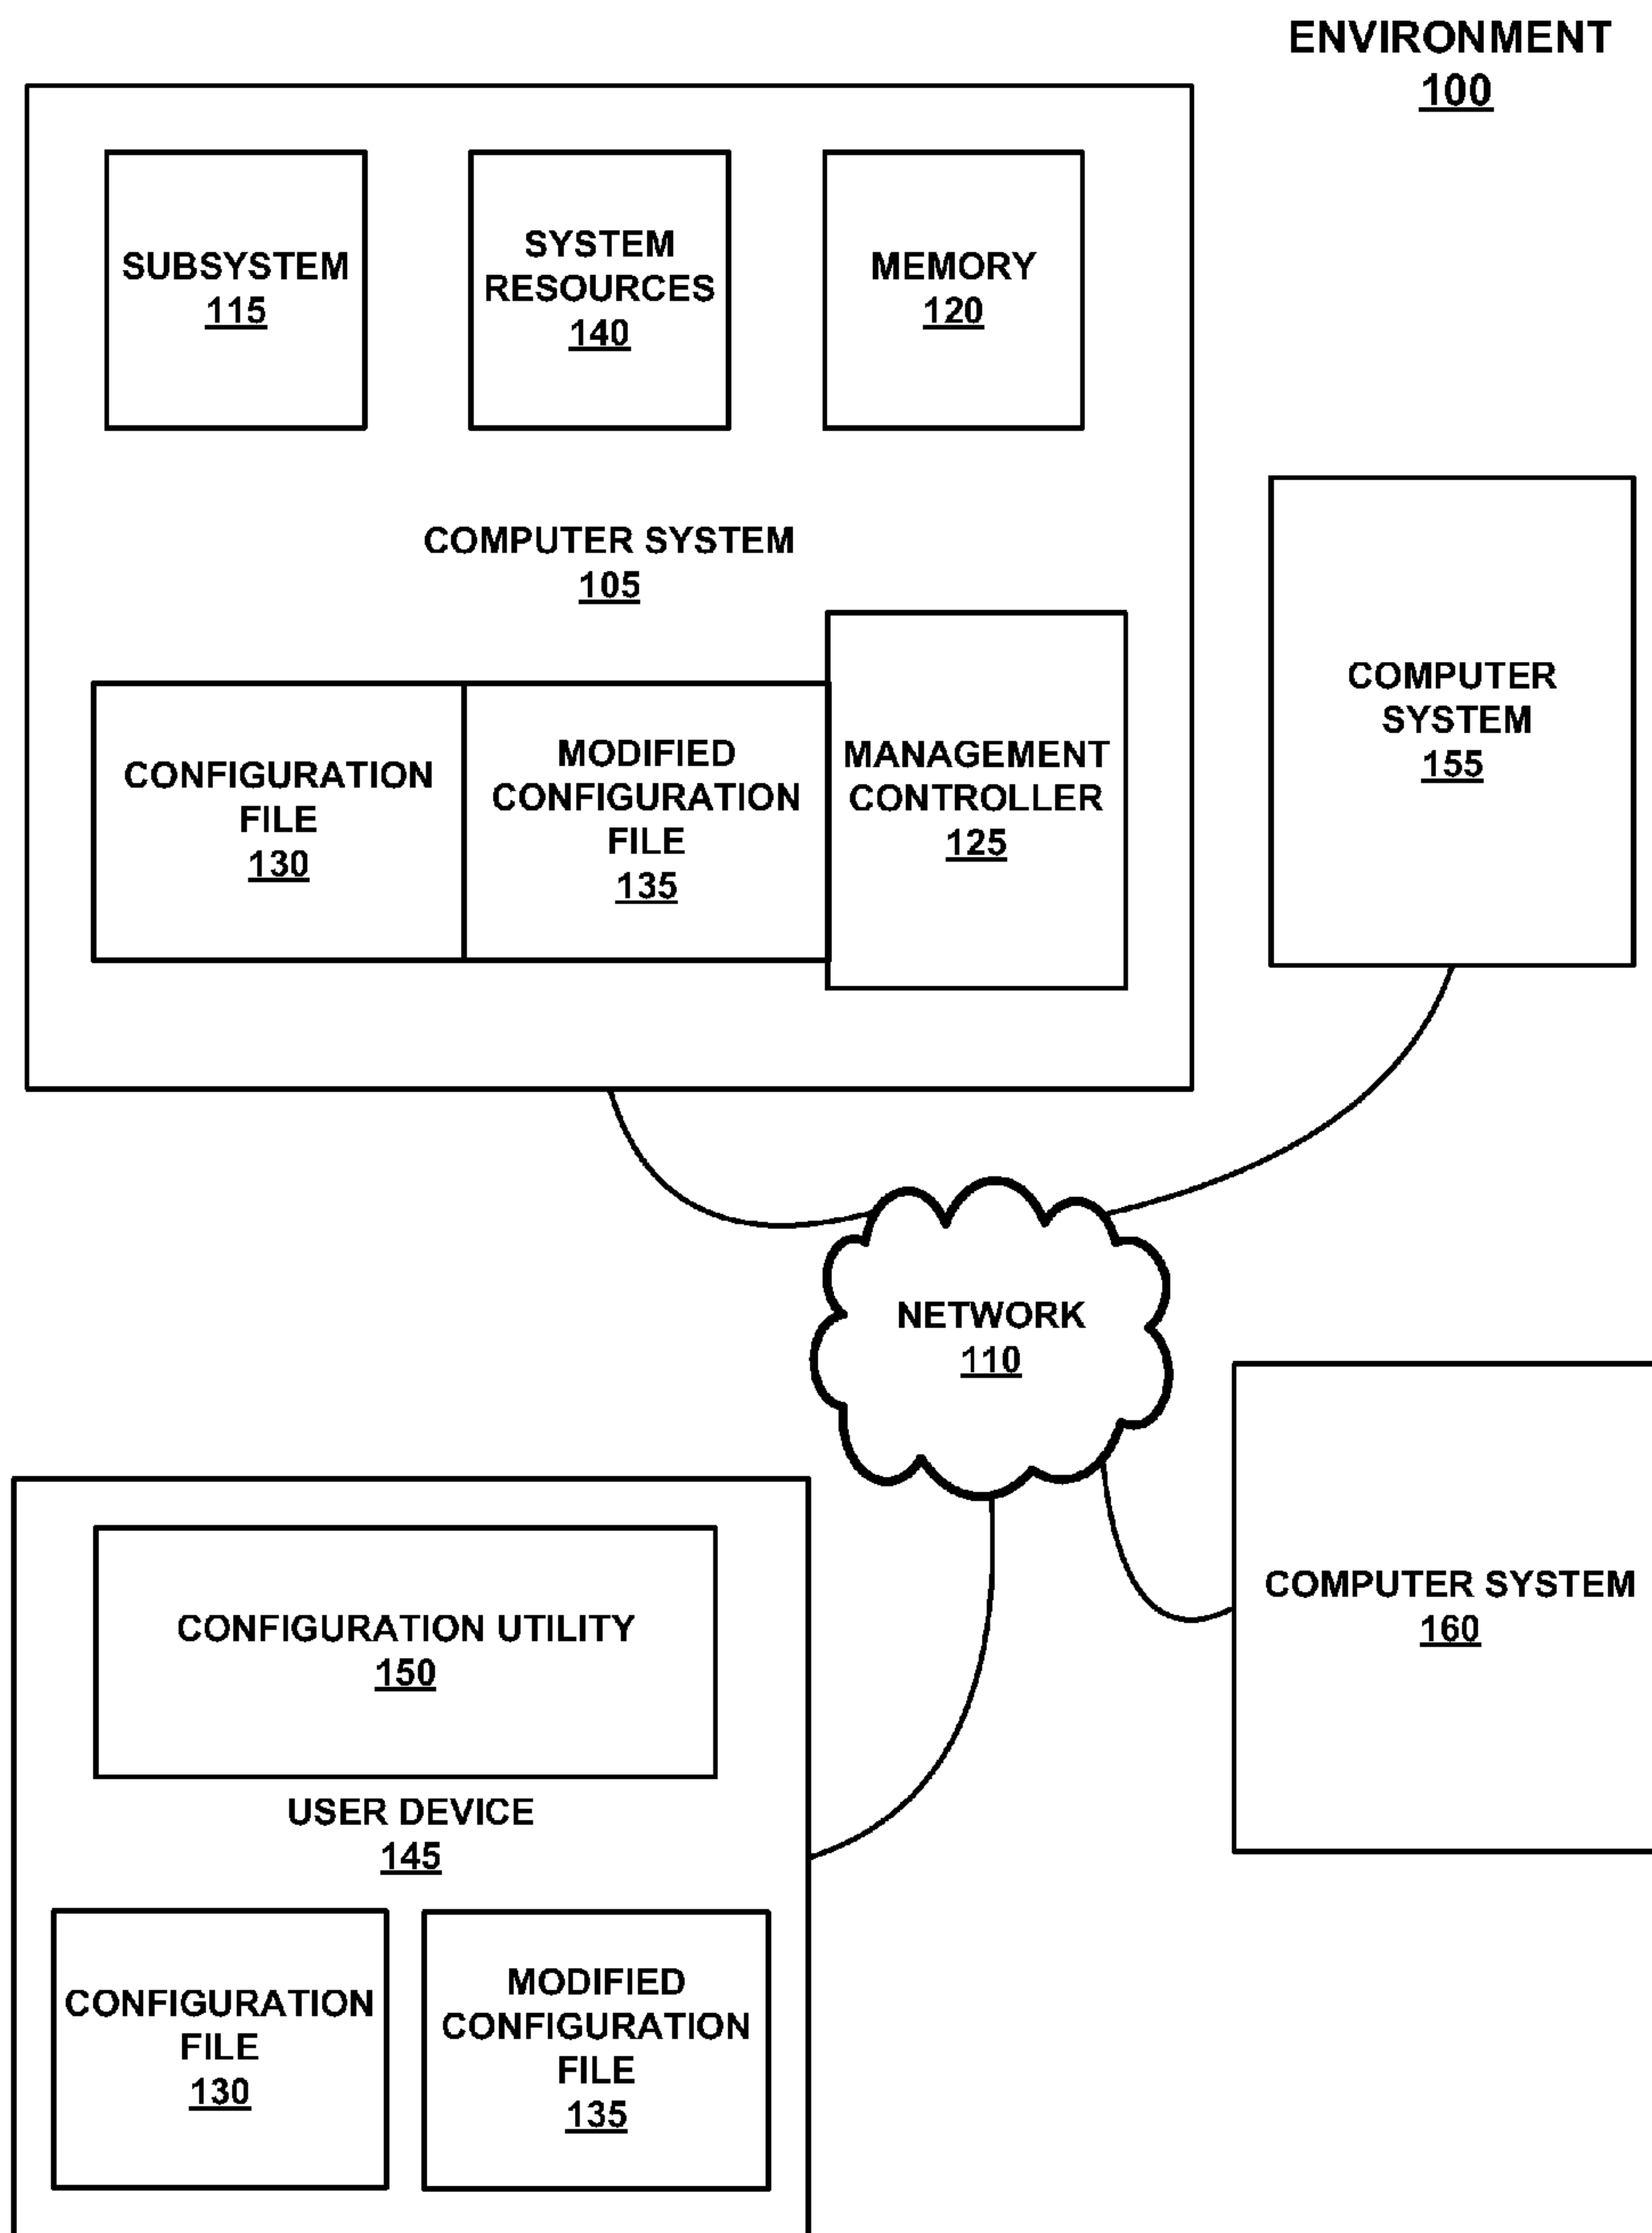 ENVIRONMENT
100
SUBSYSTEM
115
SYSTEM
RESOURCES
140
MEMORY
120
COMPUTER SYSTEM
105
CONFIGURATION
FILE
130
MODIFIED
CONFIGURATION
FILE
135
MANAGEMENT
CONTROLLER
125
COMPUTER
SYSTEM
155
NETWORK
110
COMPUTER SYSTEM
160
CONFIGURATION UTILITY
150
USER DEVICE
145
CONFIGURATION
FILE
130
MODIFIED
CONFIGURATION
FILE
135